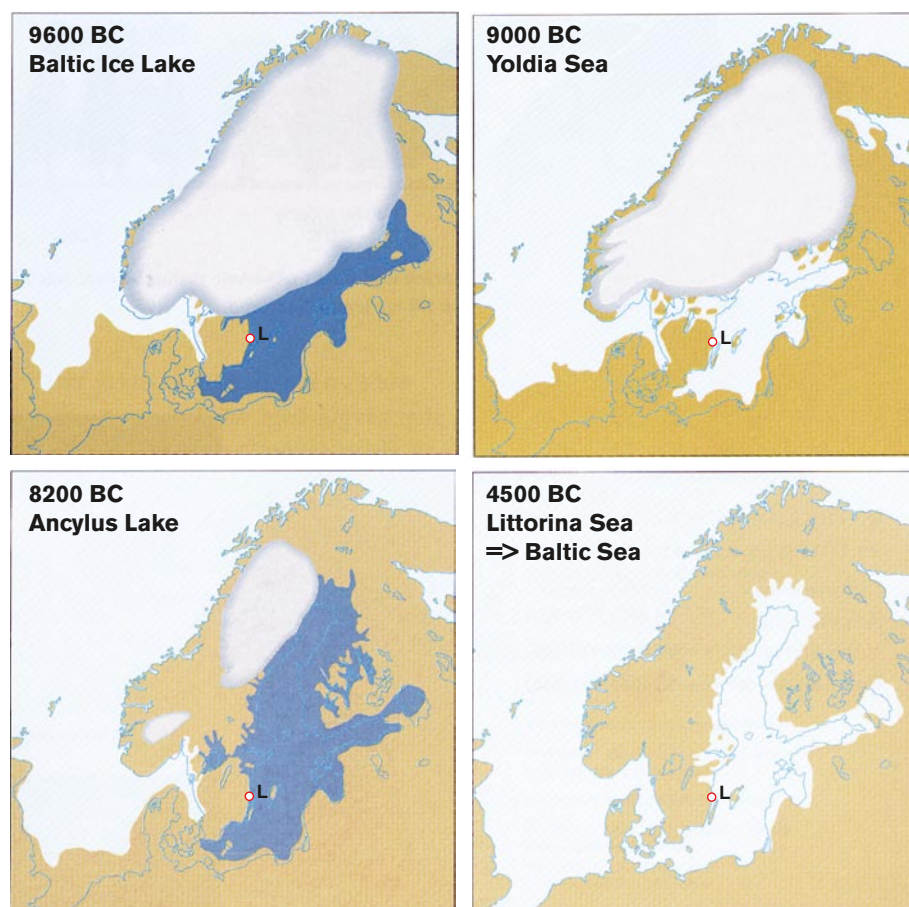 9600 BC
Baltic Ice Lake
L
9000 BC
Yoldia Sea
L
8200 BC
Ancylus Lake
L
4500 BC
Littorina Sea
=> Baltic Sea
L